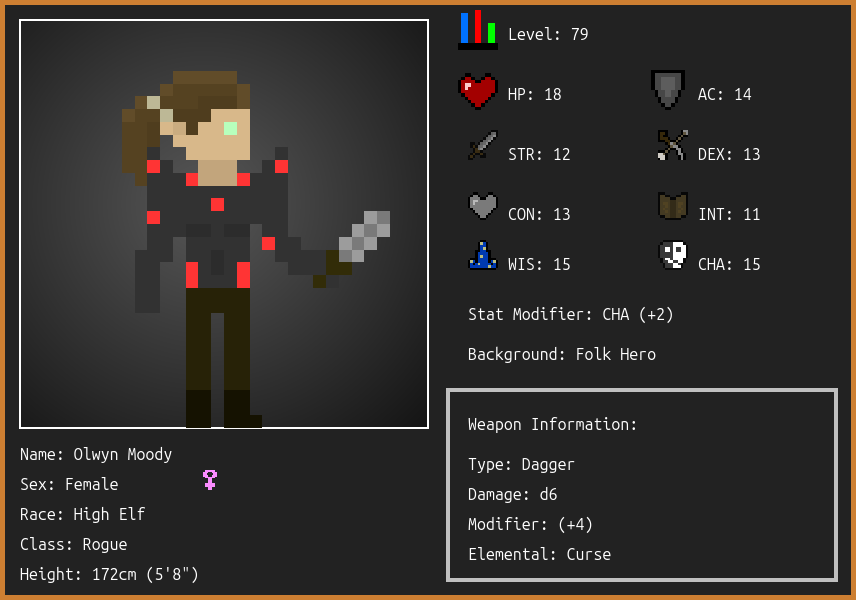 Level: 79
HP: 18
AC: 14
STR: 12
DEX: 13
CON: 13
INT: 11
WIS: 15
CHA: 15
Stat Modifier: CHA (+2)
Background: Folk Hero
Weapon Information:
Type: Dagger
Damage: d6
Modifier: (+4)
Elemental: Curse
Name: Olwyn Moody
Sex: Female
Race: High Elf
Class: Rogue
Height: 172cm (5'8")